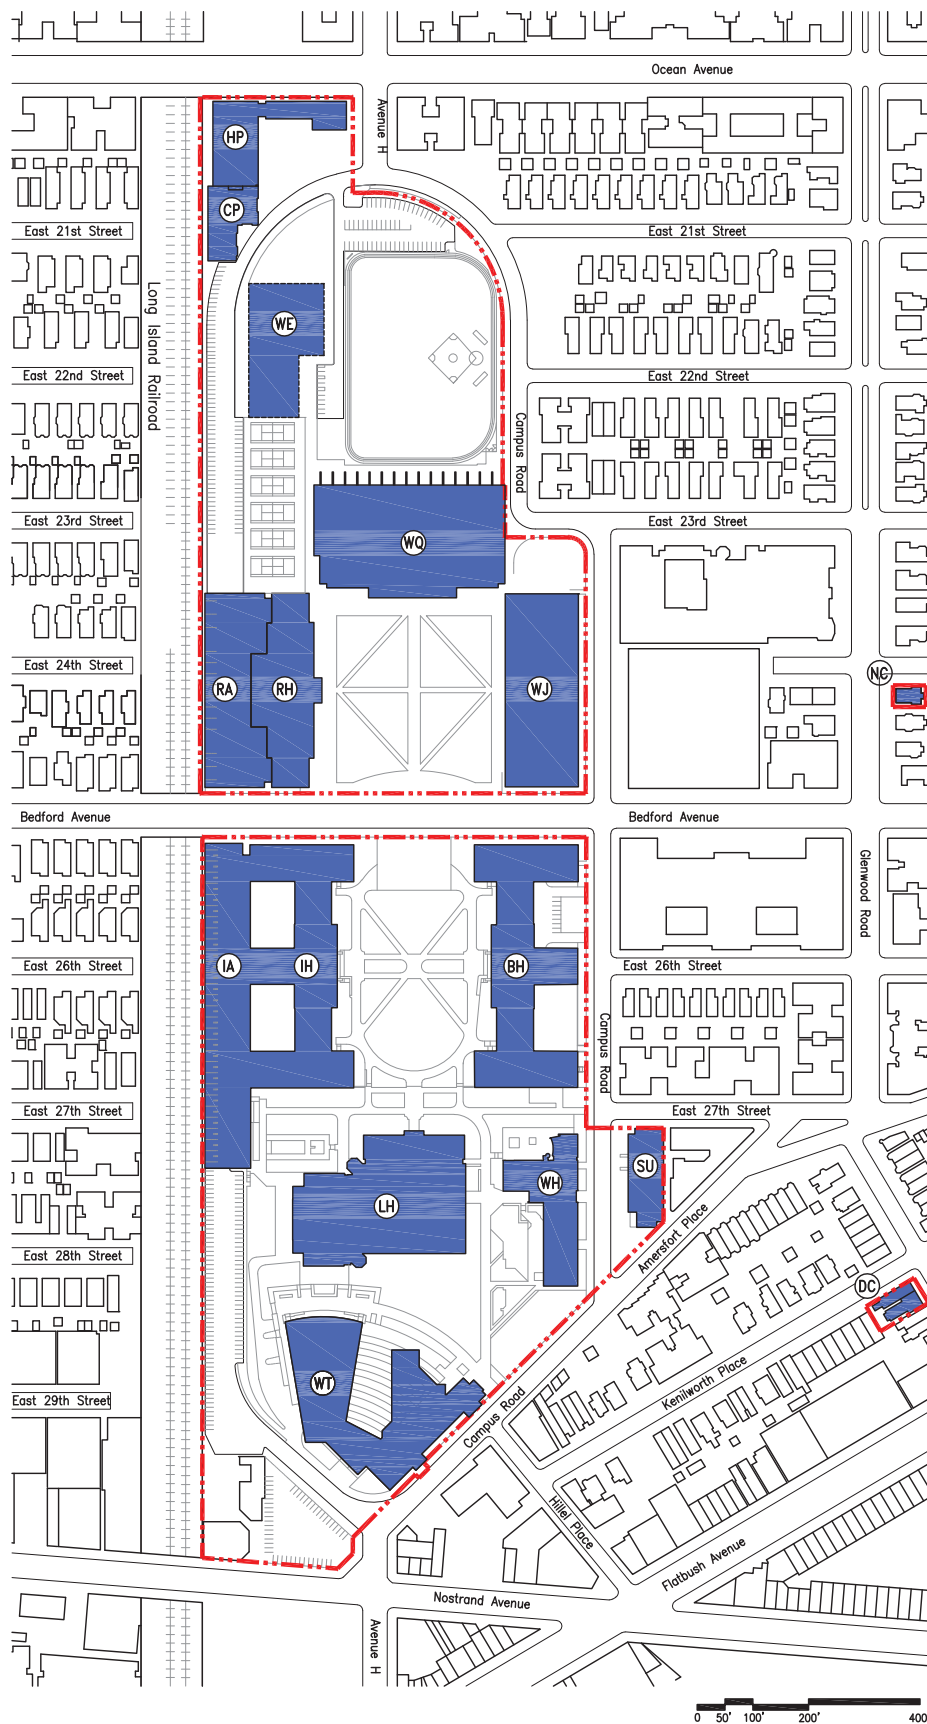 Ocean Avenue
Avenue H
HP
CP
East 21st Street
East 21st Street
Long Island Railroad
WE
East 22nd Street
East 22nd Street
Campus Road
East 23rd Street
East 23rd Street
WQ
East 24th Street
NC
RA
RH
WJ
Bedford Avenue
Bedford Avenue
Glenwood Road
East 26th Street
IA
IH
BH
East 26th Street
Campus Road
East 27th Street
East 27th Street
SU
WH
LH
Amersfort Place
East 28th Street
DC
WT
Kenilworth Place
East 29th Street
Campus Road
Hillel Place
Flatbush Avenue
Nostrand Avenue
Avenue H
0 50' 100' 200' 400